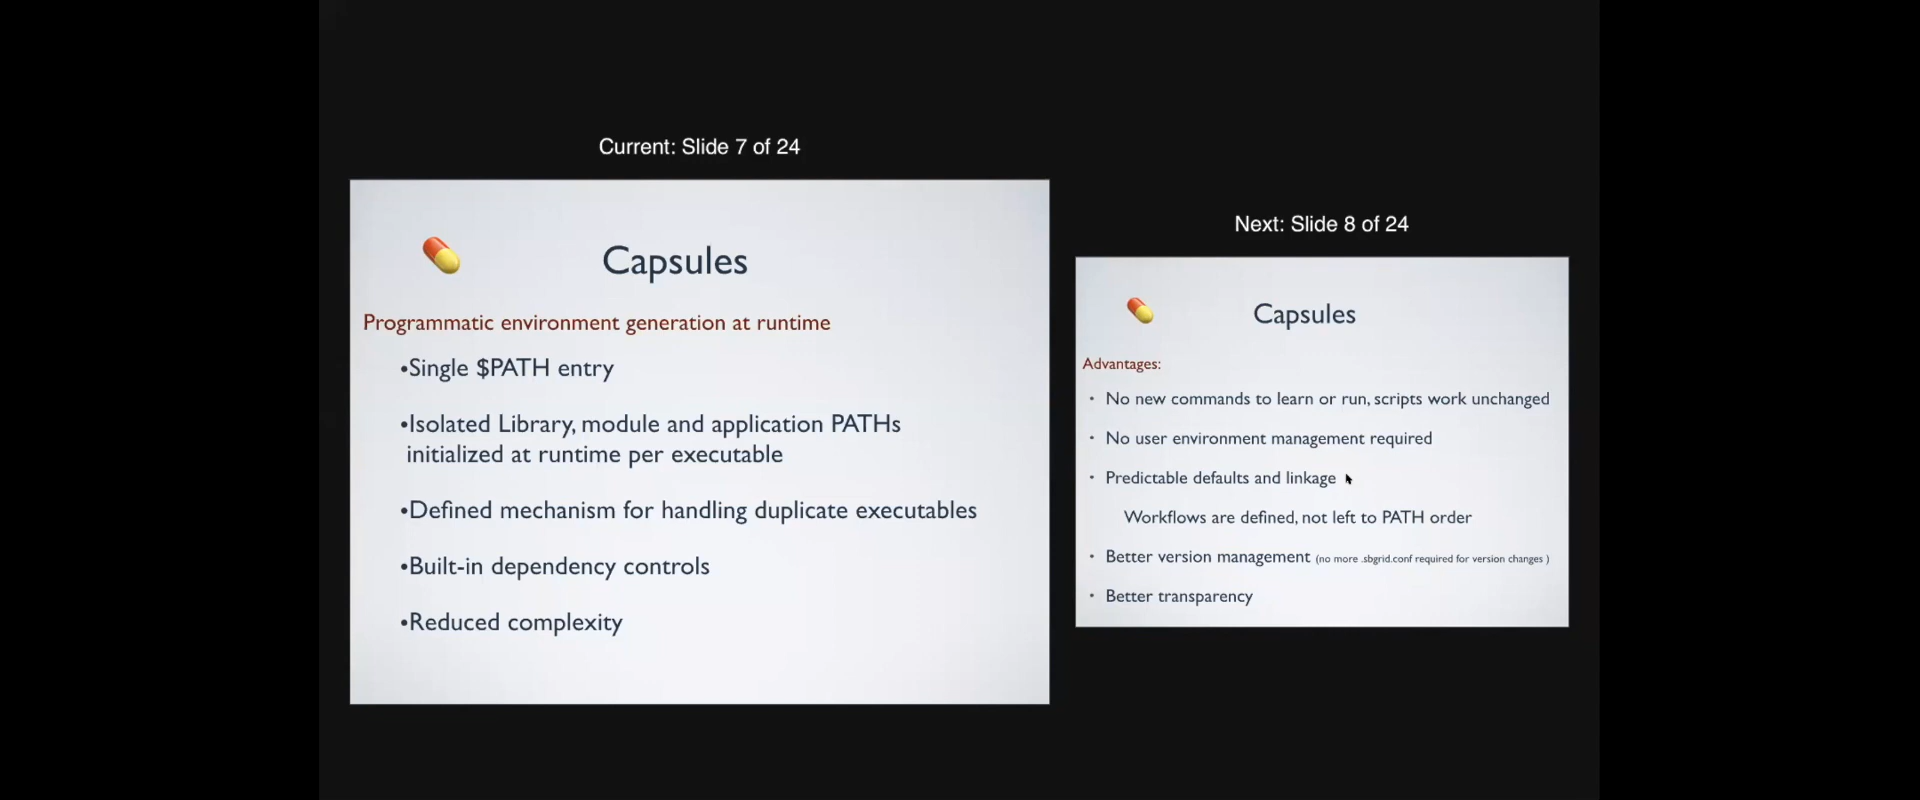 Current: Slide 7 of 24
Capsules
Programmatic environment generation at runtime
•Single $PATH entry
•Isolated Library, module and application PATHs
initialized at runtime per executable
•Defined mechanism for handling duplicate executables
•Built-in dependency controls
•Reduced complexity
Next: Slide 8 of 24
Capsules
Advantages:
• No new commands to learn or run, scripts work unchanged
• No user environment management required
• Predictable defaults and linkage
Workflows are defined, not left to PATH order
• Better version management (no more .sbgrid.conf required for version changes )
• Better transparency